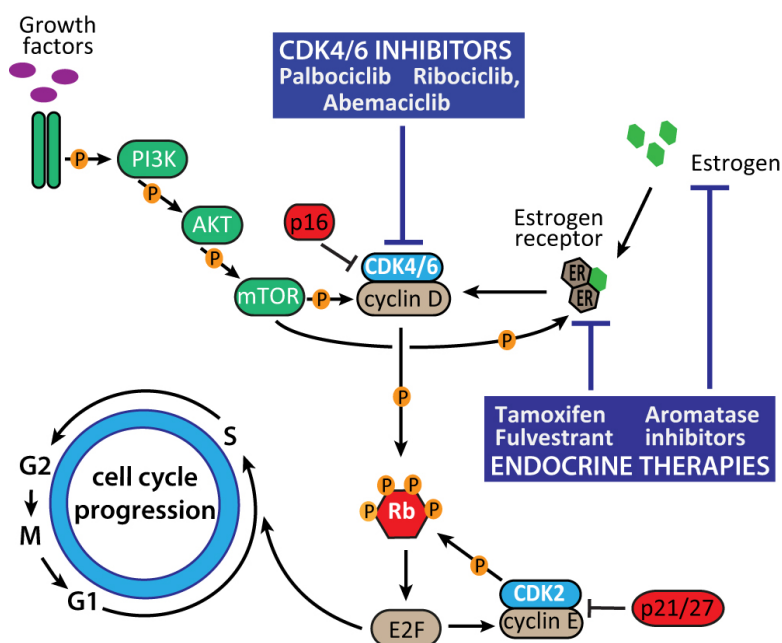 Growth
factors
CDK4/6 INHIBITORS
Palbociclib Ribociclib,
Abemaciclib
P
PI3K
Estrogen
P
AKT
p16
Estrogen
receptor
P
CDK4/6
ER
mTOR
P
cyclin D
ER
P
P
Tamoxifen
Fulvestrant
Aromatase
inhibitors
ENDOCRINE THERAPIES
S
G2
cell cycle
progression
M
G1
P
P
P
P
Rb
P
CDK2
cyclin E
p21/27
E2F